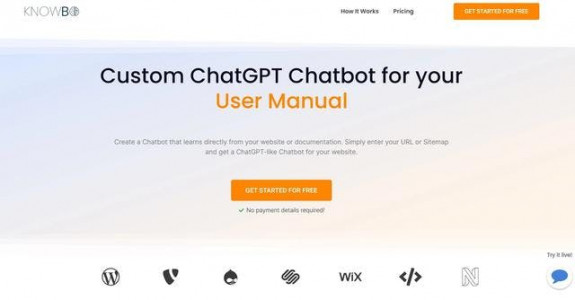 KNOWBO
How It Works
Pricing
GET STARTED FOR FREE
Custom ChatGPT Chatbot for your
User Manual
Create a Chatbot that learns directly from your website or documentation. Simply enter your URL or Sitemap
and get a ChatGPT-like Chatbot for your website.
GET STARTED FOR FREE
✓ No payment details required!
Try it live!
WiX